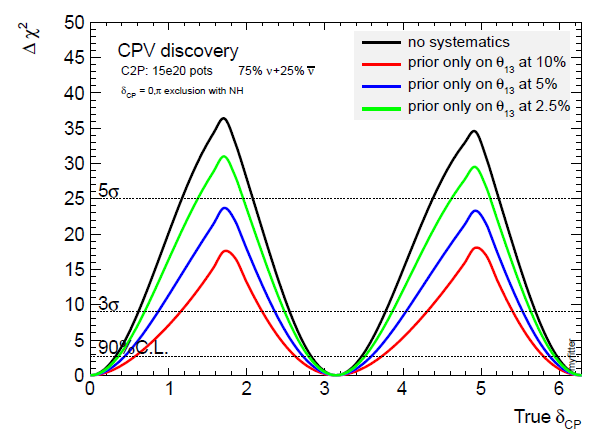 Δ χ²
50
45
40
35
30
25
20
15
10
5
0
CPV discovery
C2P: 15e20 pots 75% ν+25% ν̅
δCP = 0,π exclusion with NH
no systematics
prior only on θ13 at 10%
prior only on θ13 at 5%
prior only on θ13 at 2.5%
5σ
3σ
90%C.L.
0 1 2 3 4 5 6
True δCP